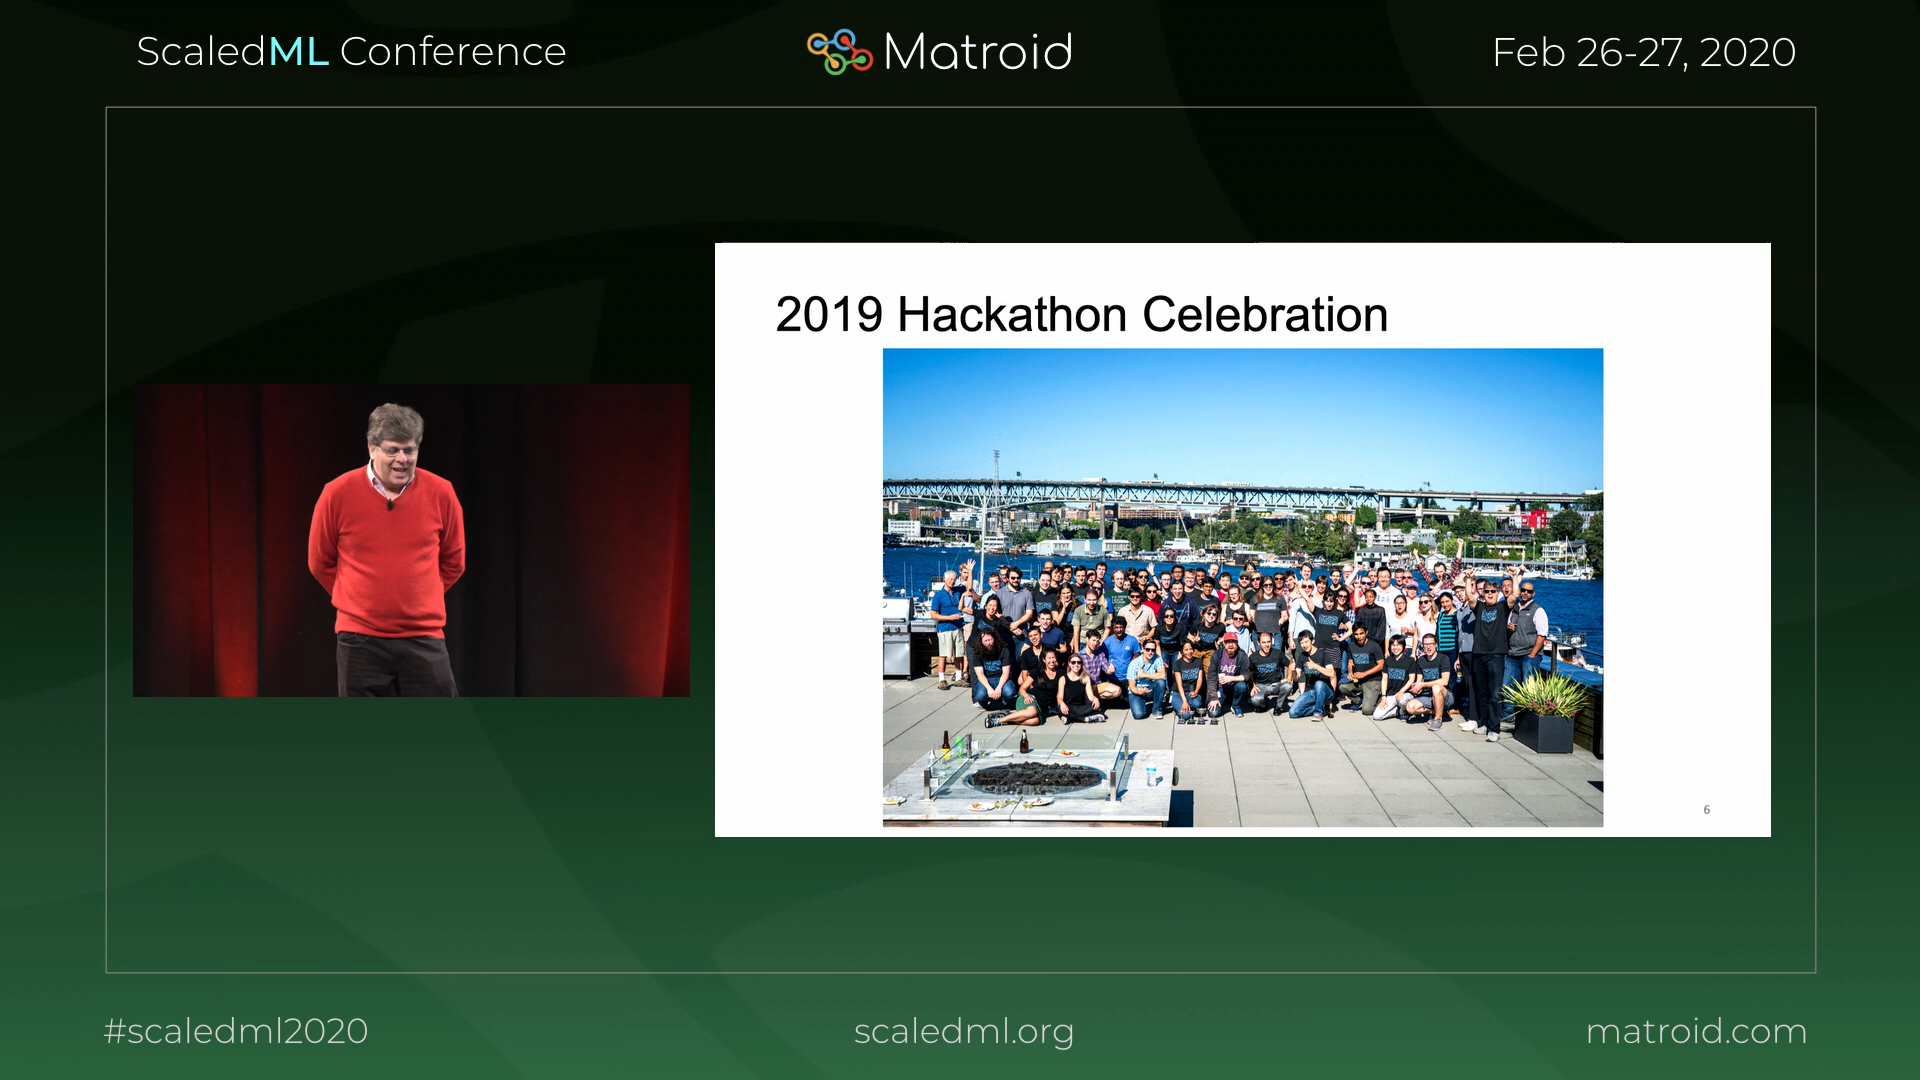 ScaledML Conference
Matroid
Feb 26-27, 2020
2019 Hackathon Celebration
6
#scaledml2020
scaledml.org
matroid.com